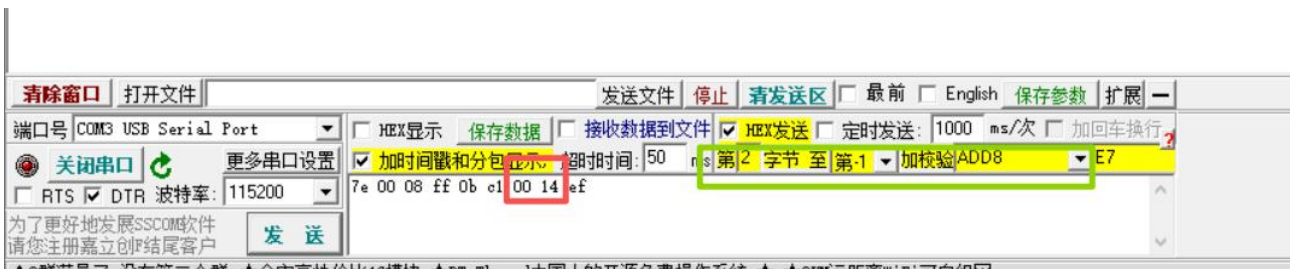 清除窗口 打开文件 发送文件 停止 清发送区 最前 English 保存参数 扩展 —
端口号 COM3 USB Serial Port HEX显示 保存数据 接收数据到文件 HEX发送 定时发送: 1000 ms/次 加回车换行
关闭串口 更多串口设置 加时间戳和分包显示, 超时时间: 50 ms 第 2 字节 至 第-1 加校验 ADD8 E7
RTS DTR 波特率: 115200 7e 00 08 ff 0b c1 00 14 ef
为了更好地发展SSCOM软件
请您注册嘉立创F结尾客户 发 送